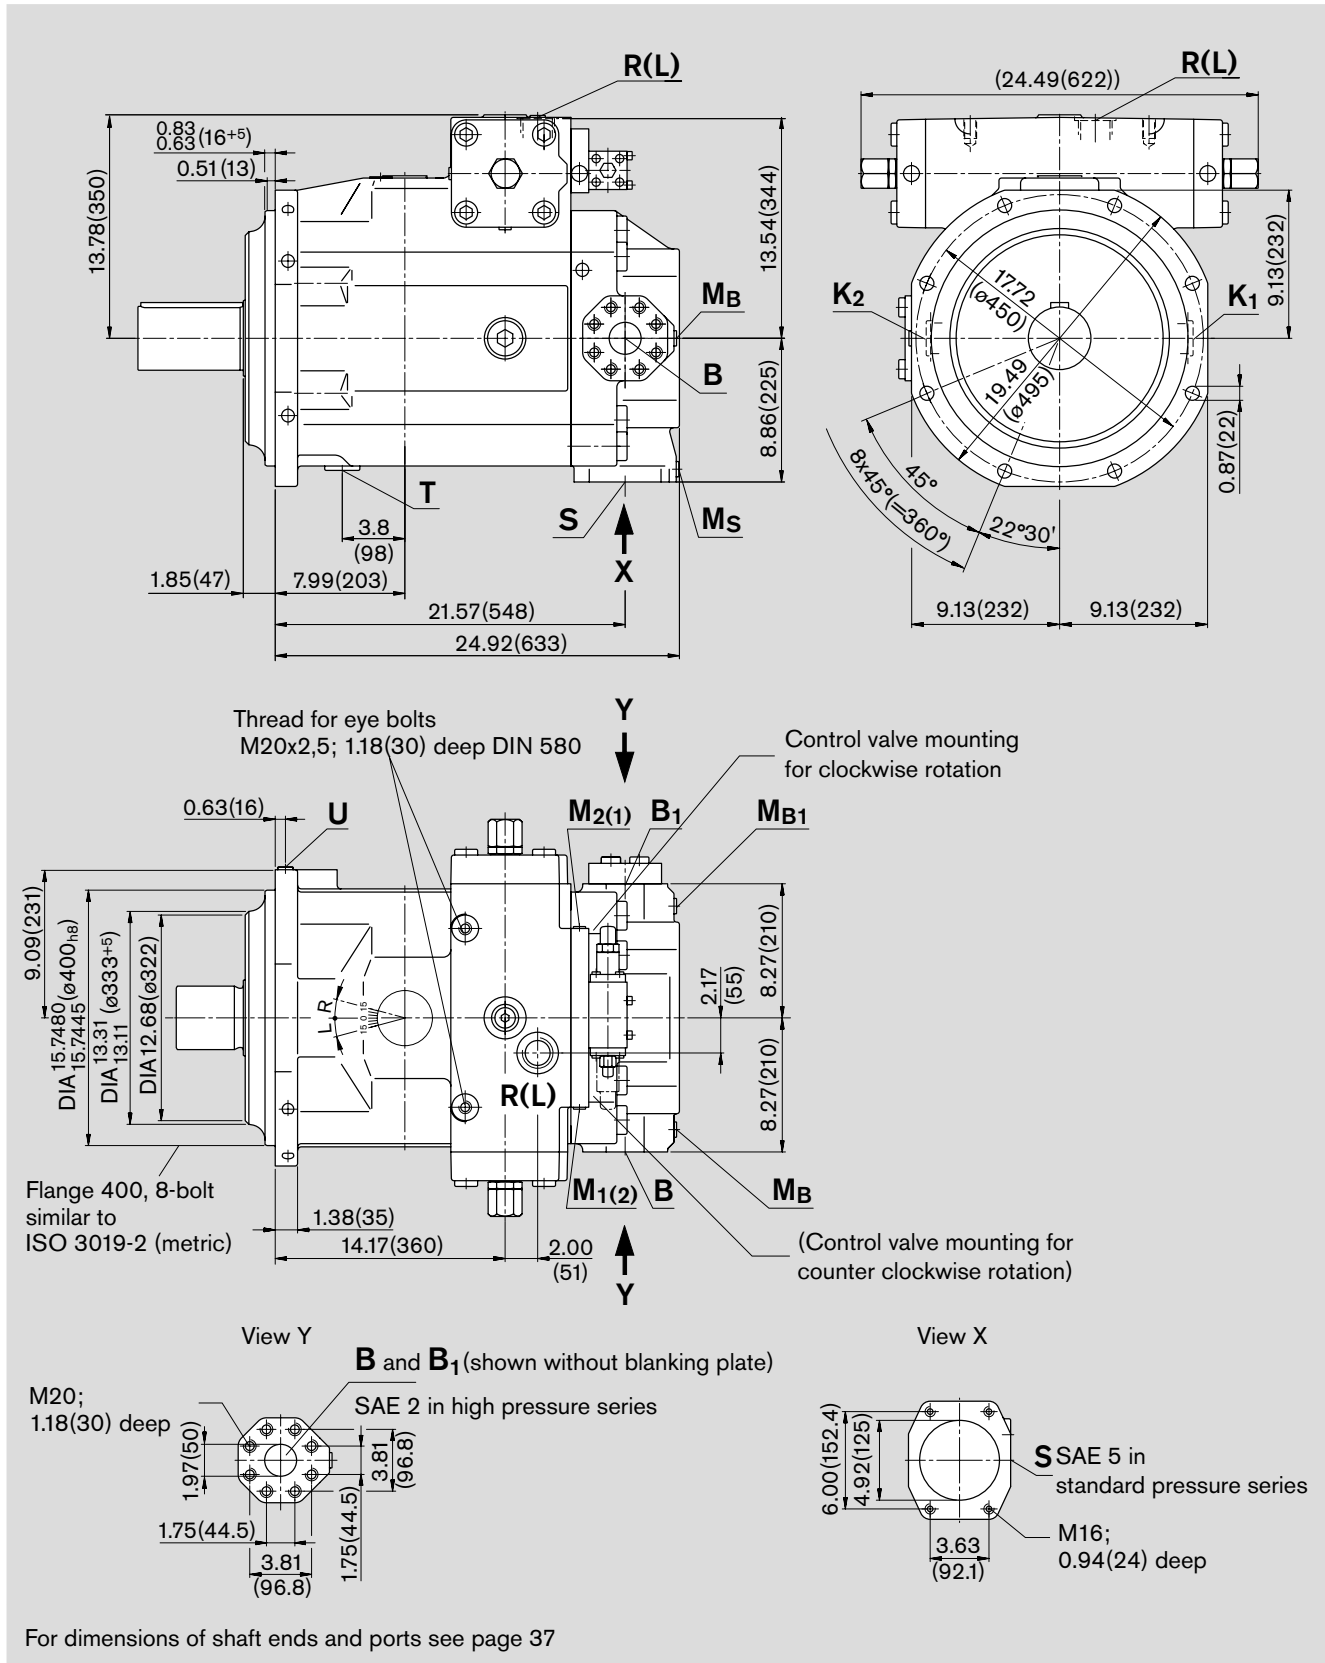 R(L)
R(L)
(24.49(622))
0.83
0.63 (16+5)
0.51(13)
13.78(350)
13.54(344)
9.13(232)
MB
K2
17.72
(ø450)
K1
B
19.49
(ø495)
8.86(225)
0.87(22)
T
S
MS
45°
8x45°(=360°)
22°30'
3.8
(98)
X
1.85(47)
7.99(203)
21.57(548)
9.13(232)
9.13(232)
24.92(633)
Y
Thread for eye bolts
M20x2,5; 1.18(30) deep DIN 580
Control valve mounting
for clockwise rotation
0.63(16)
U
M2(1)
B1
MB1
9.09(231)
DIA 15.7480
15.7445 (ø400h8)
DIA 13.31
13.11 (ø333+5)
DIA12.68(ø322)
L R
15 0 15
2.17
(55)
8.27(210)
8.27(210)
R(L)
Flange 400, 8-bolt
similar to
ISO 3019-2 (metric)
M1(2)
B
MB
1.38(35)
14.17(360)
2.00
(51)
(Control valve mounting for
counter clockwise rotation)
Y
View Y
View X
B and B1(shown without blanking plate)
M20;
1.18(30) deep
SAE 2 in high pressure series
1.97(50)
3.81
(96.8)
1.75(44.5)
1.75(44.5)
3.81
(96.8)
6.00(152.4)
4.92(125)
S SAE 5 in
standard pressure series
M16;
0.94(24) deep
3.63
(92.1)
For dimensions of shaft ends and ports see page 37